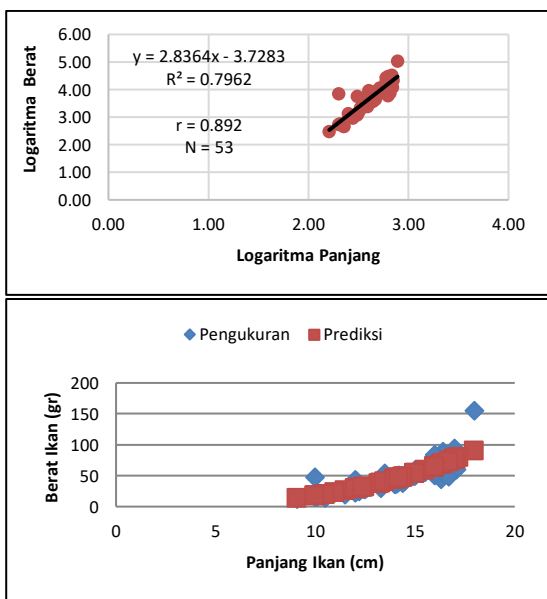 y = 2.8364x - 3.7283
R² = 0.7962
r = 0.892
N = 53
Logaritma Berat
6.00
5.00
4.00
3.00
2.00
1.00
0.00
0.00 1.00 2.00 3.00 4.00
Logaritma Panjang
Pengukuran Prediksi
Berat Ikan (gr)
200
150
100
50
0
0 5 10 15 20
Panjang Ikan (cm)